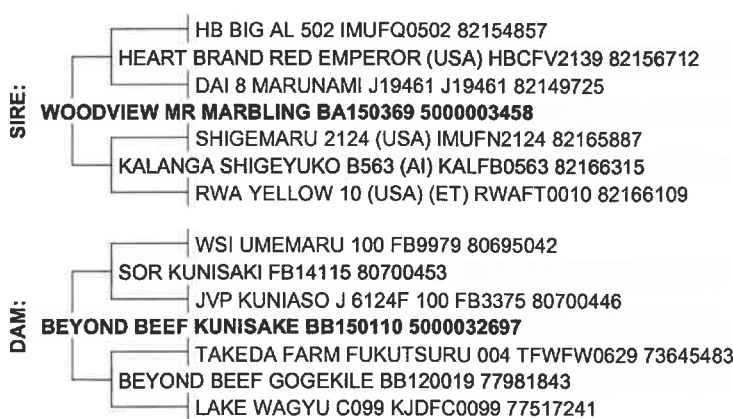 HB BIG AL 502 IMUFQ0502 82154857
HEART BRAND RED EMPEROR (USA) HBCFV2139 82156712
DAI 8 MARUNAMI J19461 J19461 82149725
SIRE:
WOODVIEW MR MARBLING BA150369 5000003458
SHIGEMARU 2124 (USA) IMUFN2124 82165887
KALANGA SHIGEYUKO B563 (AI) KALFB0563 82166315
RWA YELLOW 10 (USA) (ET) RWAFT0010 82166109
WSI UMEMARU 100 FB9979 80695042
SOR KUNISAKI FB14115 80700453
JVP KUNIASO J 6124F 100 FB3375 80700446
DAM:
BEYOND BEEF KUNISAKE BB150110 5000032697
TAKEDA FARM FUKUTSURU 004 TFWFW0629 73645483
BEYOND BEEF GOGEKILE BB120019 77981843
LAKE WAGYU C099 KJDFC0099 77517241